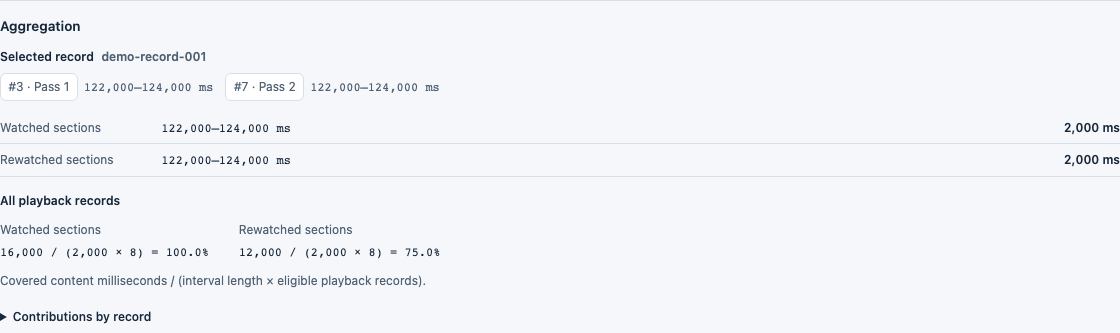 Aggregation
Selected record demo-record-001
#3 · Pass 1 122,000–124,000 ms #7 · Pass 2 122,000–124,000 ms
Watched sections 122,000–124,000 ms 2,000 ms
Rewatched sections 122,000–124,000 ms 2,000 ms
All playback records
Watched sections Rewatched sections
16,000 / (2,000 × 8) = 100.0% 12,000 / (2,000 × 8) = 75.0%
Covered content milliseconds / (interval length × eligible playback records).
Contributions by record